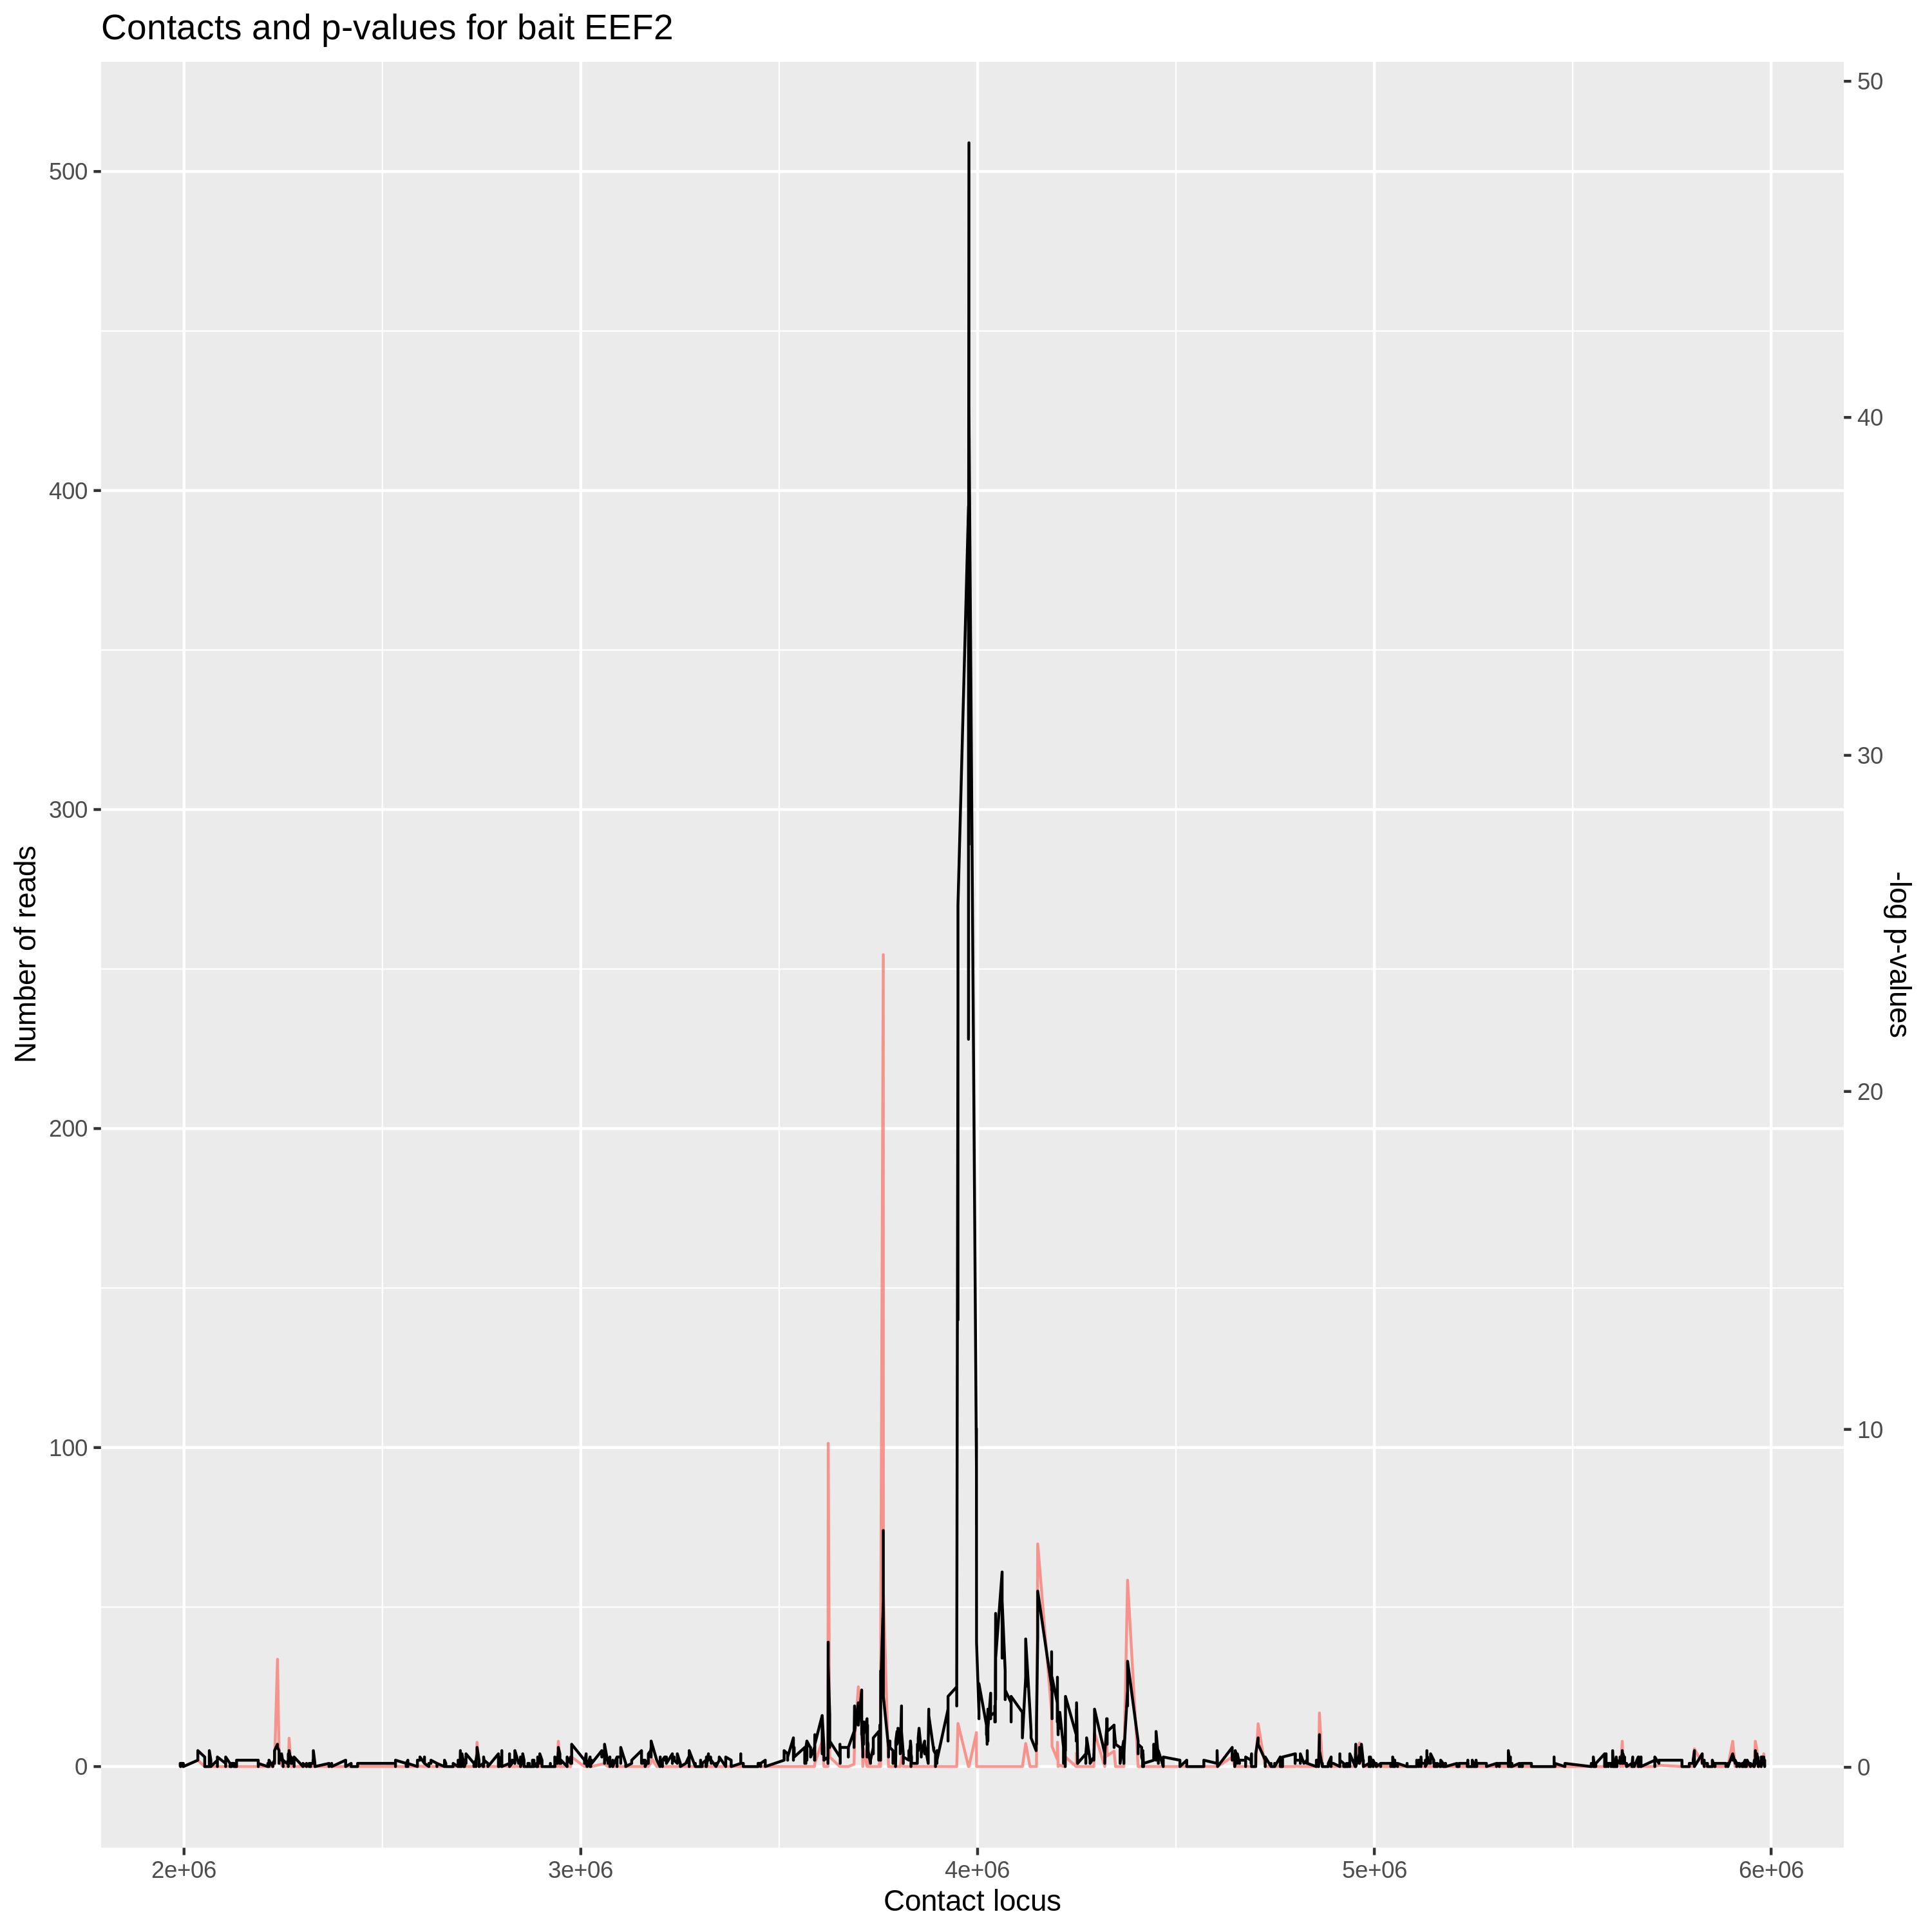 Contacts and p-values for bait EEF2
Number of reads
500
400
300
200
100
0
50
40
30
20
10
0
-log p-values
2e+06
3e+06
4e+06
5e+06
6e+06
Contact locus